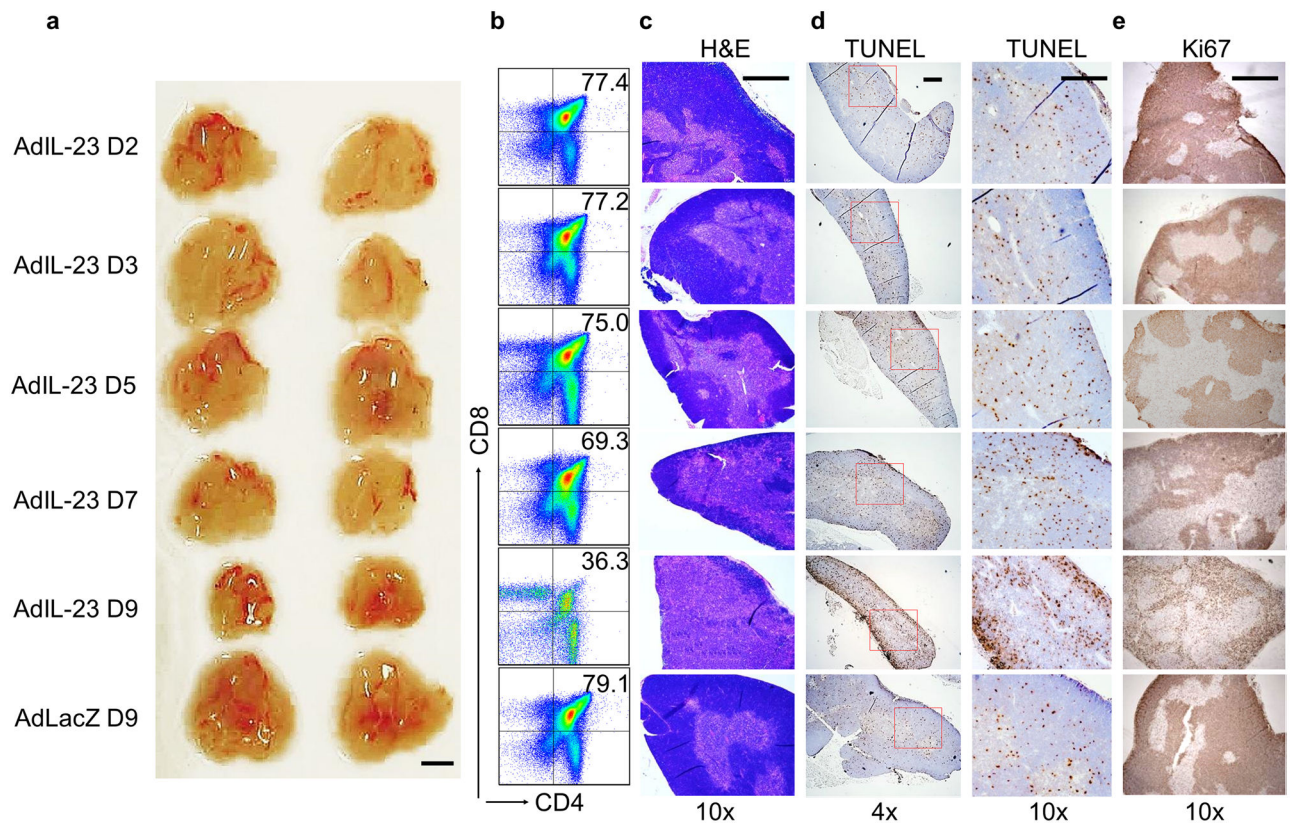 a
b
c
d
e
H&E
TUNEL
TUNEL
Ki67
AdIL-23 D2
77.4
AdIL-23 D3
77.2
AdIL-23 D5
75.0
AdIL-23 D7
69.3
AdIL-23 D9
36.3
AdLacZ D9
79.1
CD8
CD4
10x
4x
10x
10x